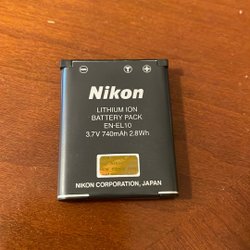 Nikon
LITHIUM ION
BATTERY PACK
EN-EL10
3.7V 740mAh 2.8Wh
NIKON CORPORATION, JAPAN